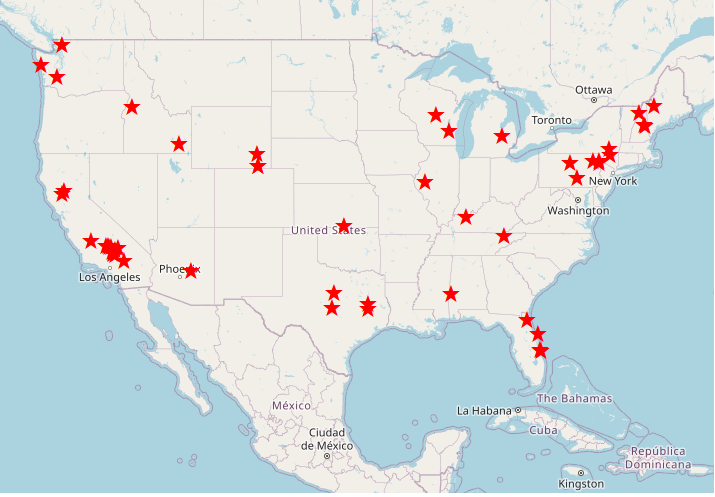 Ottawa
Toronto
New York
Washington
United States
Los Angeles
México
Ciudad
de México
La Habana
The Bahamas
Cuba
República
Dominicana
Kingston